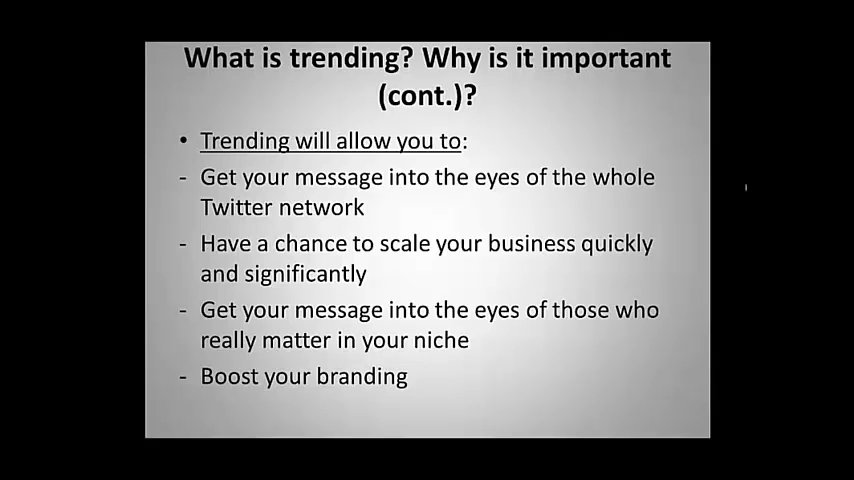 What is trending? Why is it important
(cont.)?
• Trending will allow you to:
- Get your message into the eyes of the whole
Twitter network
- Have a chance to scale your business quickly
and significantly
- Get your message into the eyes of those who
really matter in your niche
- Boost your branding